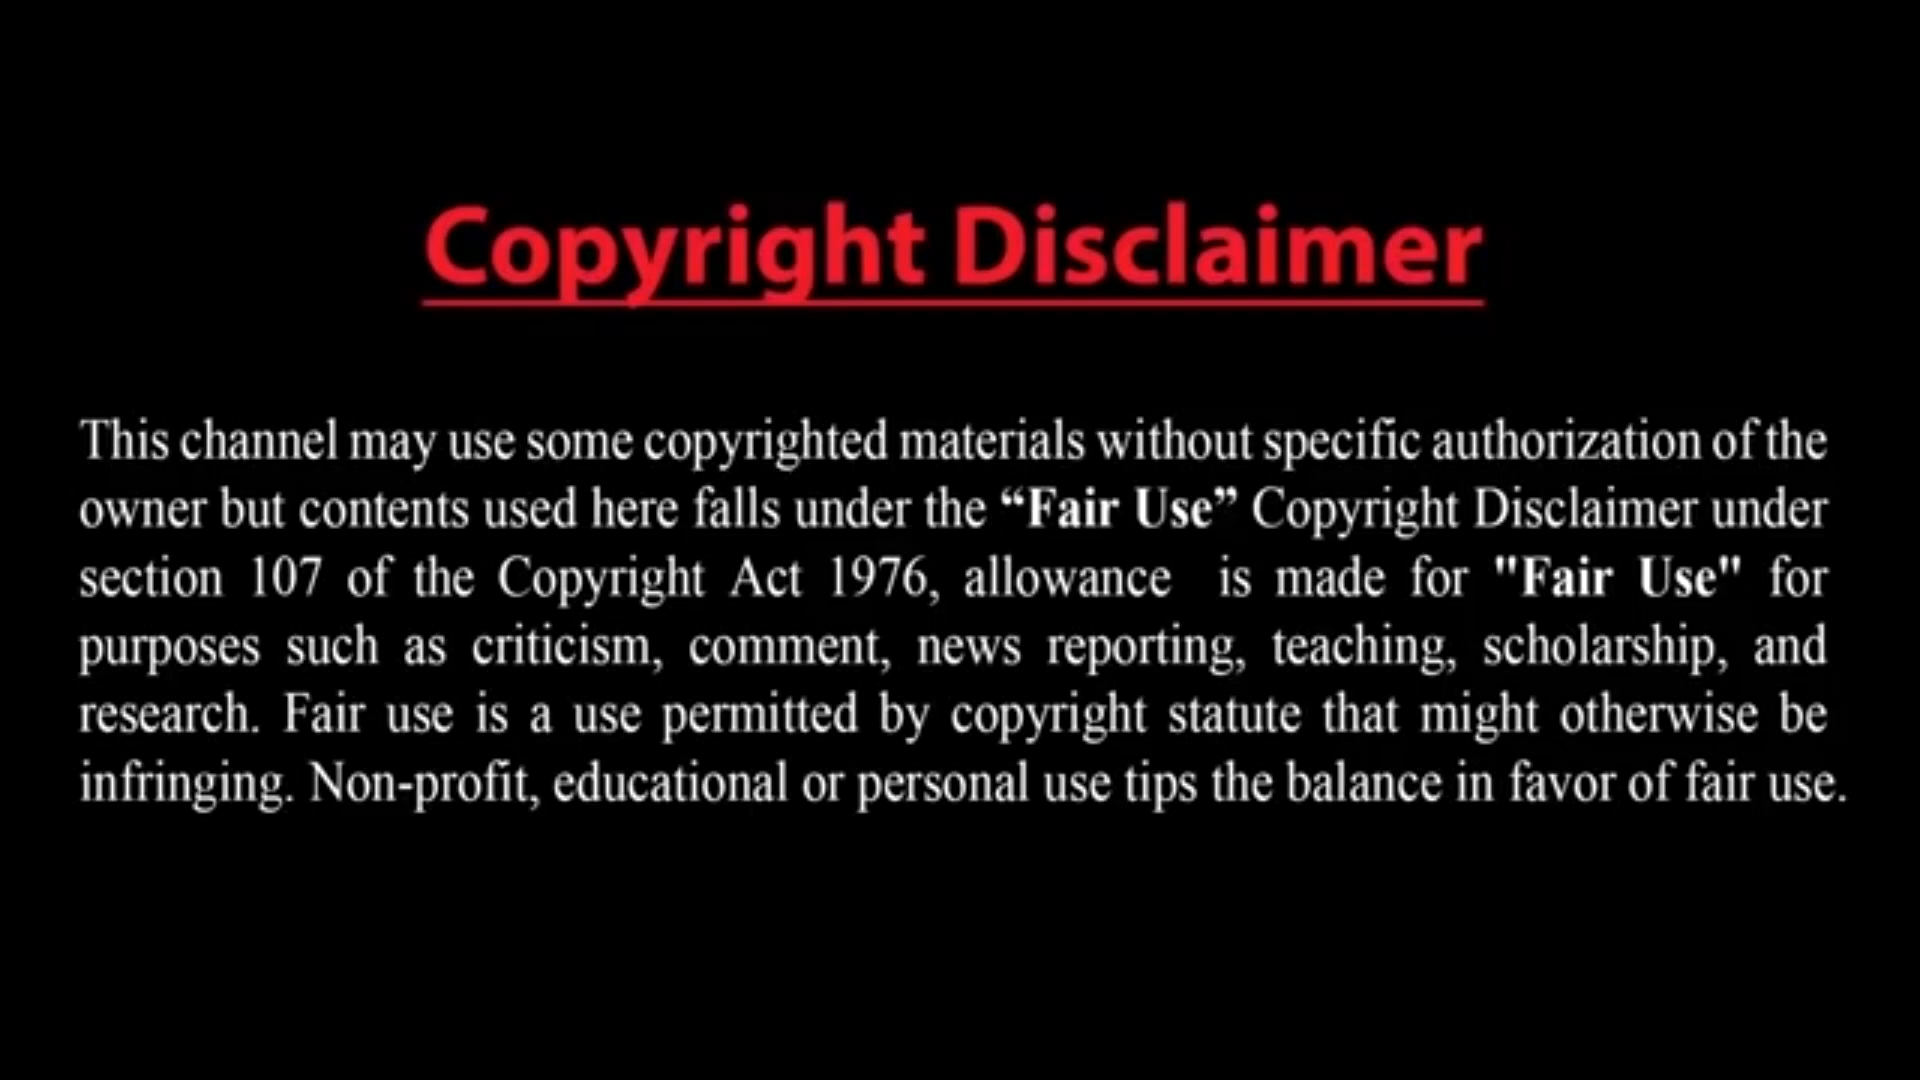 Copyright Disclaimer
This channel may use some copyrighted materials without specific authorization of the
owner but contents used here falls under the “Fair Use” Copyright Disclaimer under
section 107 of the Copyright Act 1976, allowance is made for "Fair Use" for
purposes such as criticism, comment, news reporting, teaching, scholarship, and
research. Fair use is a use permitted by copyright statute that might otherwise be
infringing. Non-profit, educational or personal use tips the balance in favor of fair use.